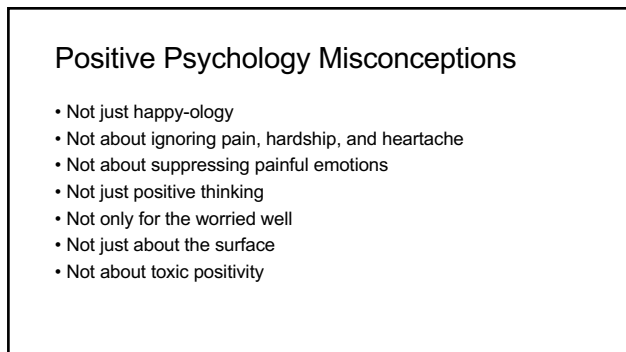 Positive Psychology Misconceptions
• Not just happy-ology
• Not about ignoring pain, hardship, and heartache
• Not about suppressing painful emotions
• Not just positive thinking
• Not only for the worried well
• Not just about the surface
• Not about toxic positivity